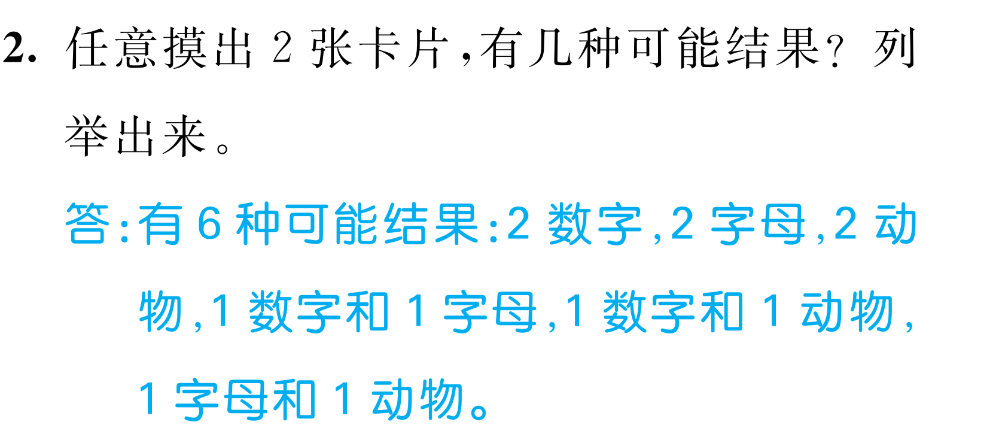 2. 任意摸出 2 张卡片,有几种可能结果? 列
举出来。
答:有 6 种可能结果:2 数字,2 字母,2 动
物,1 数字和 1 字母,1 数字和 1 动物,
1 字母和 1 动物。